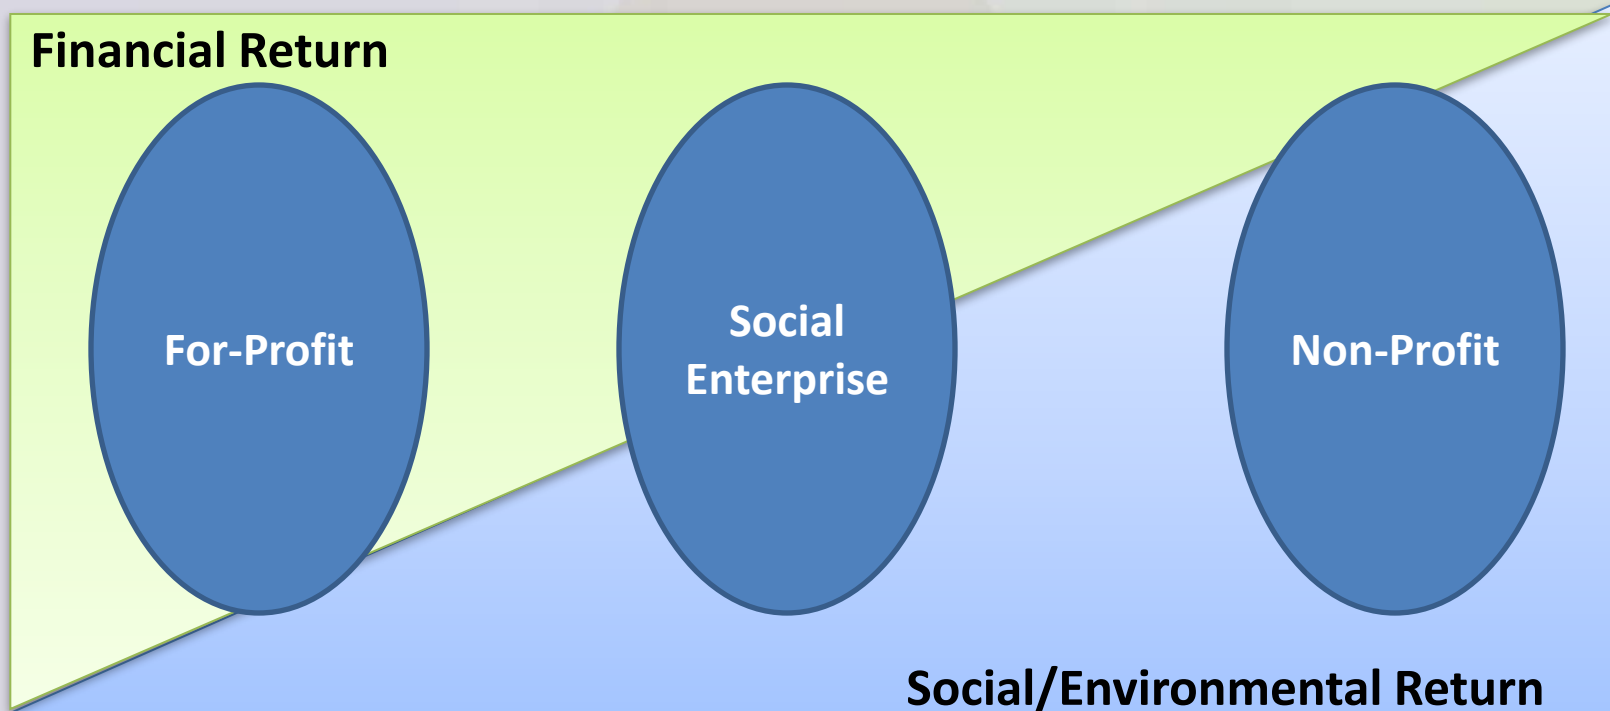 Financial Return
For-Profit
Social
Enterprise
Non-Profit
Social/Environmental Return